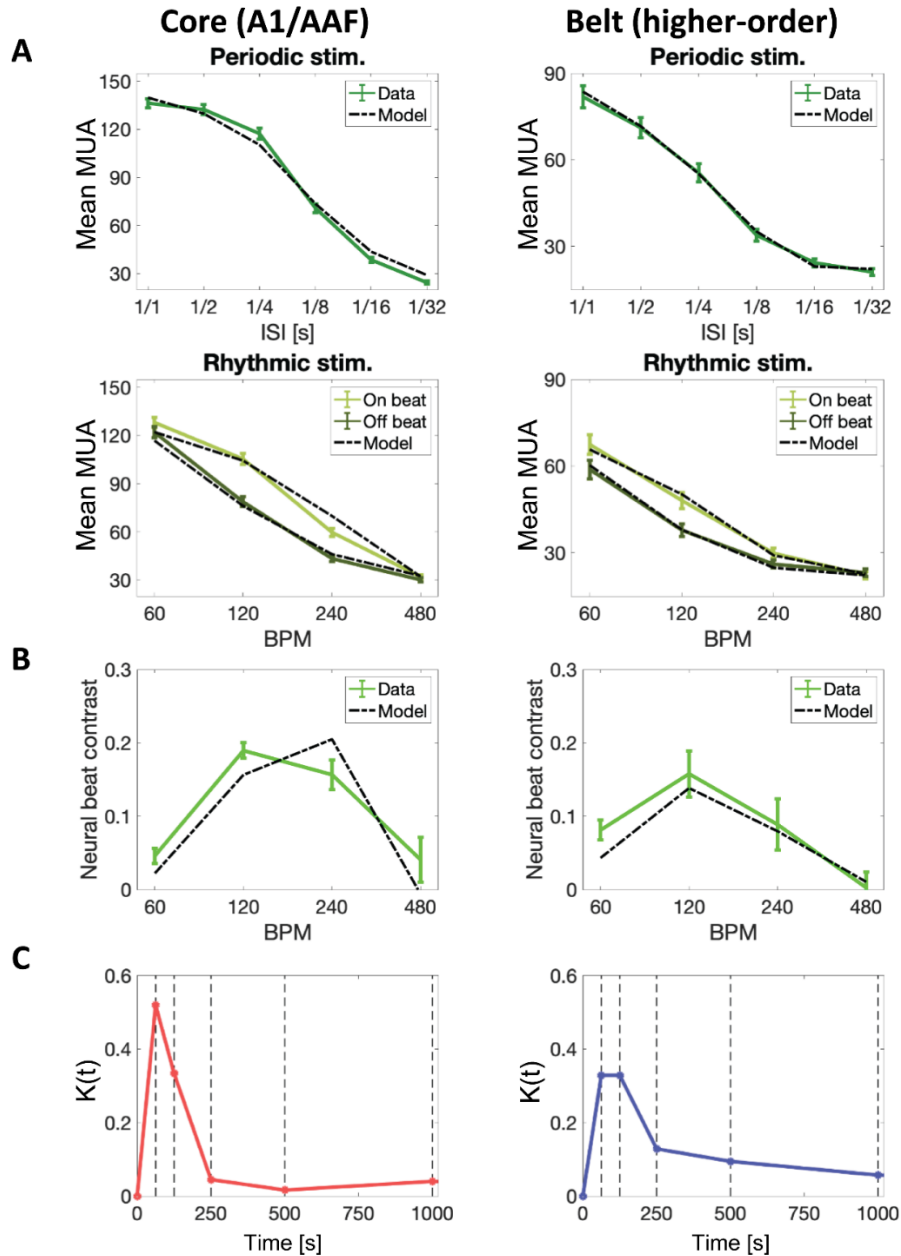 Core (A1/AAF) Belt (higher-order)
A
Periodic stim. Periodic stim.
150 90
Data Data
Model Model
120
60
90
60
30
30
Mean MUA Mean MUA
1/1 1/2 1/4 1/8 1/16 1/32 1/1 1/2 1/4 1/8 1/16 1/32
ISI [s] ISI [s]
Rhythmic stim. Rhythmic stim.
150 90
On beat On beat
Off beat Off beat
Model Model
120
60
90
60
30
30
Mean MUA Mean MUA
60 120 240 480 60 120 240 480
BPM BPM
B
0.3 0.3
Data Data
Model Model
0.2 0.2
0.1 0.1
0 0
Neural beat contrast Neural beat contrast
60 120 240 480 60 120 240 480
BPM BPM
C
0.6 0.6
0.4 0.4
K(t) K(t)
0.2 0.2
0 0
0 250 500 750 1000 0 250 500 750 1000
Time [s] Time [s]